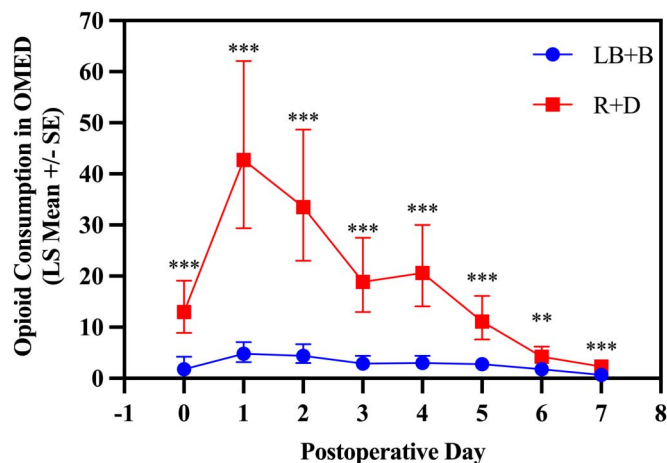 70
60
50
40
30
20
10
0
Opioid Consumption in OMED
(LS Mean +/- SE)
***
***
***
***
***
***
**
***
LB+B
R+D
-1 0 1 2 3 4 5 6 7 8
Postoperative Day